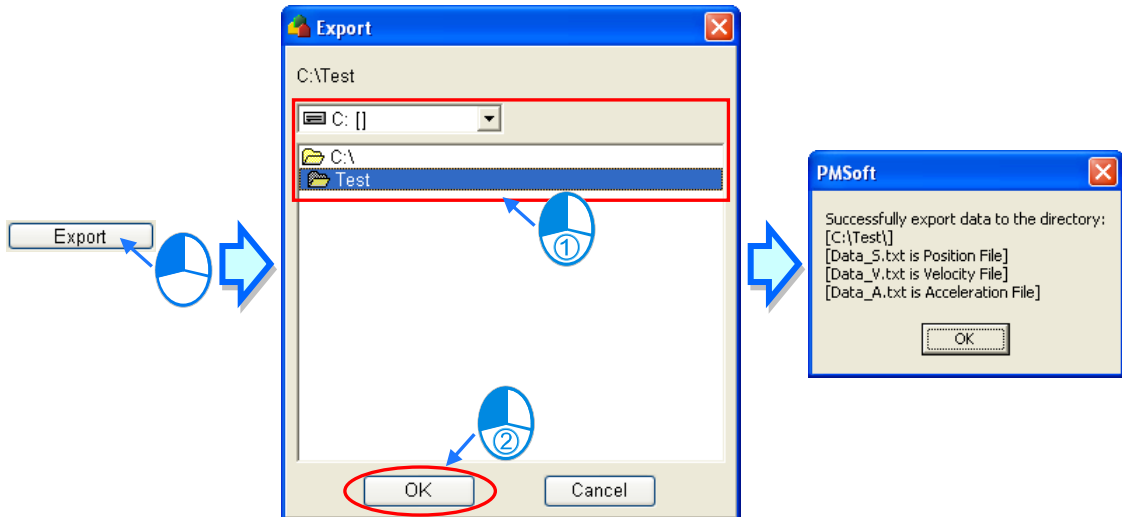 Export
Export
C:\Test
C: []
C:\
Test
①
②
OK
Cancel
PMSoft
Successfully export data to the directory:
[C:\Test\]
[Data_S.txt is Position File]
[Data_V.txt is Velocity File]
[Data_A.txt is Acceleration File]
OK